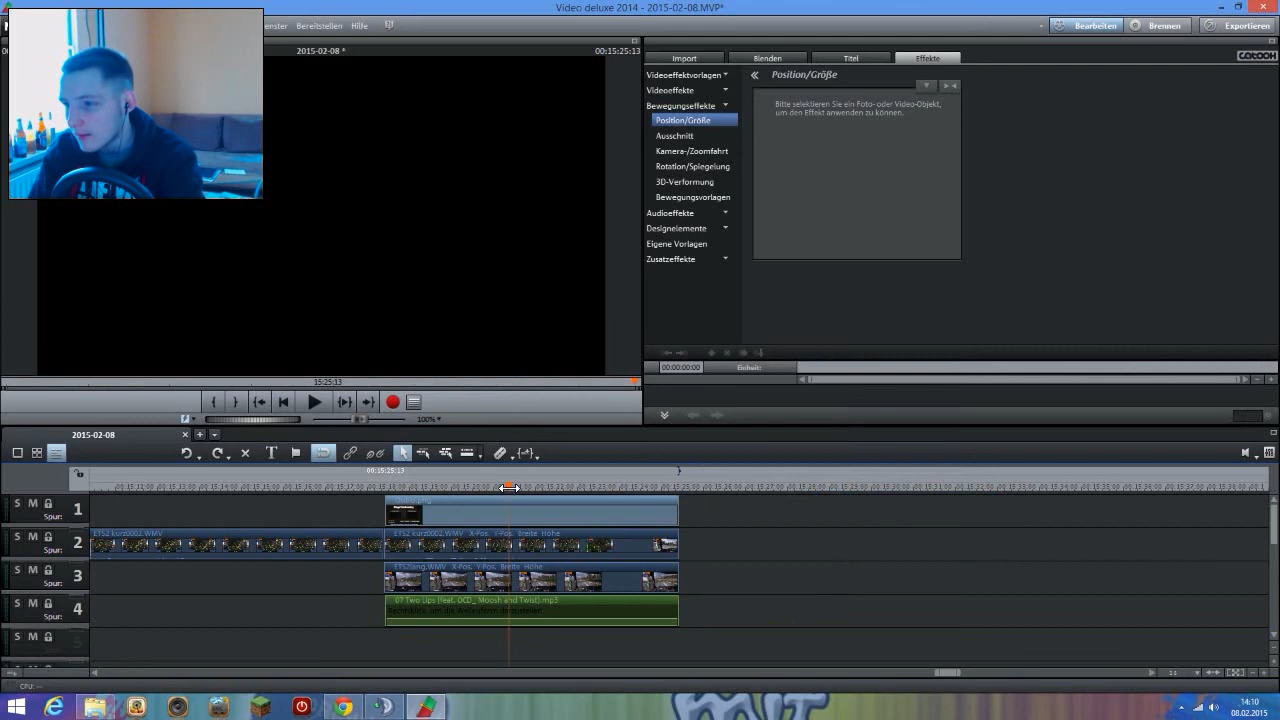 Video deluxe 2014 - 2015-02-08.MVP*
enster Bereitstellen Hilfe
Bearbeiten Brennen Exportieren
2015-02-08 *
00:15:25:13
Import Blenden Titel Effekte
Videoeffektvorlagen
Videoeffekte
Bewegungseffekte
Position/Größe
Ausschnitt
Kamera-/Zoomfahrt
Rotation/Spiegelung
3D-Verformung
Bewegungsvorlagen
Audioeffekte
Designelemente
Eigene Vorlagen
Zusatzeffekte
Position/Größe
Bitte selektieren Sie ein Foto- oder Video-Objekt,
um den Effekt anwenden zu können.
00:00:00:00
Einheit:
15:25:13
100%
2015-02-08
00:15:25:13
S M 1
Spur:
S M 2
Spur:
ETS2 kurz0002.WMV
ETS2 kurz0002.WMV X-Pos. Y-Pos. Breite Höhe
S M 3
Spur:
ETS2lang.WMV X-Pos. Y-Pos. Breite Höhe
S M 4
Spur:
07 Two Lips (feat. OCD_ Moosh and Twist).mp3
Rechtsklick, um die Wellenform darzustellen
S M 5
CPU: ---
14:10
08.02.2015